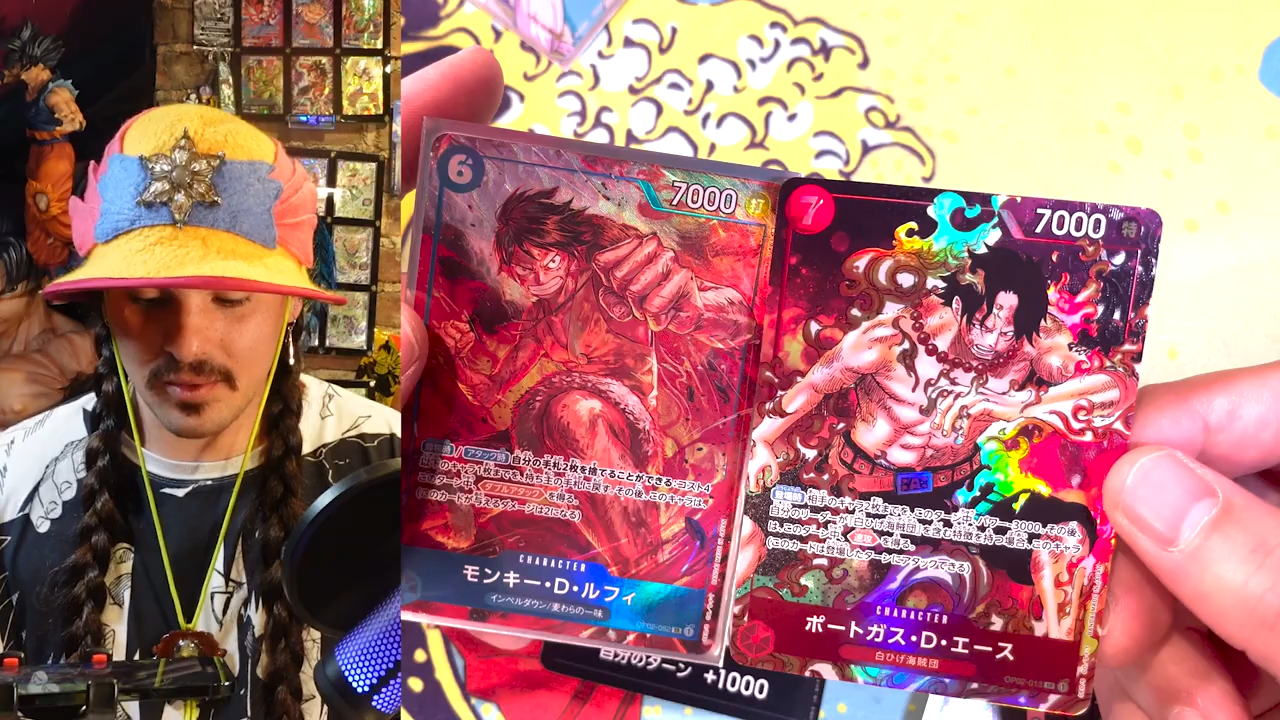 6
7000
打
登場時 / アタック時 自分の手札2枚を捨てることができる：コスト4
以下のキャラ1枚までを、持ち主の手札に戻す。その後、このキャラは、
このターン中、ダブルアタック を得る。
(このカードが与えるダメージは2になる)
CHARACTER
モンキー・D・ルフィ
インペルダウン/麦わらの一味
7
7000
特
登場時 相手のキャラ2枚までを、このターン中、パワー-3000。その後、
自分のリーダーが『白ひげ海賊団』を含む特徴を持つ場合、このキャラ
は、このターン中、速攻 を得る。
(このカードは登場したターンにアタックできる)
CHARACTER
ポートガス・D・エース
白ひげ海賊団
自分のターン +1000